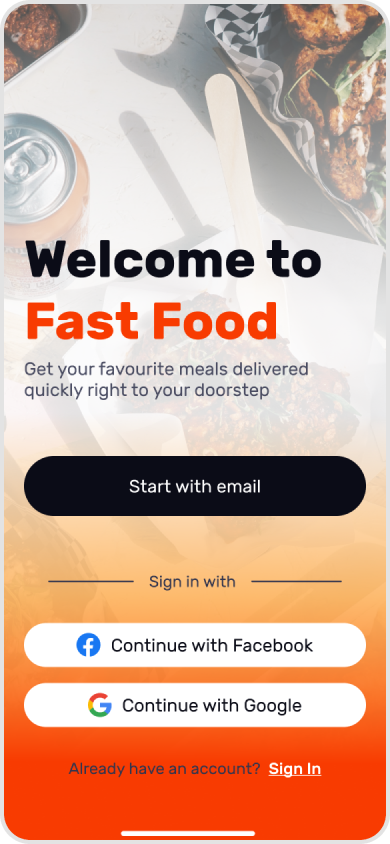 Welcome to
Fast Food
Get your favourite meals delivered
quickly right to your doorstep
Start with email
Sign in with
Continue with Facebook
Continue with Google
Already have an account? Sign In